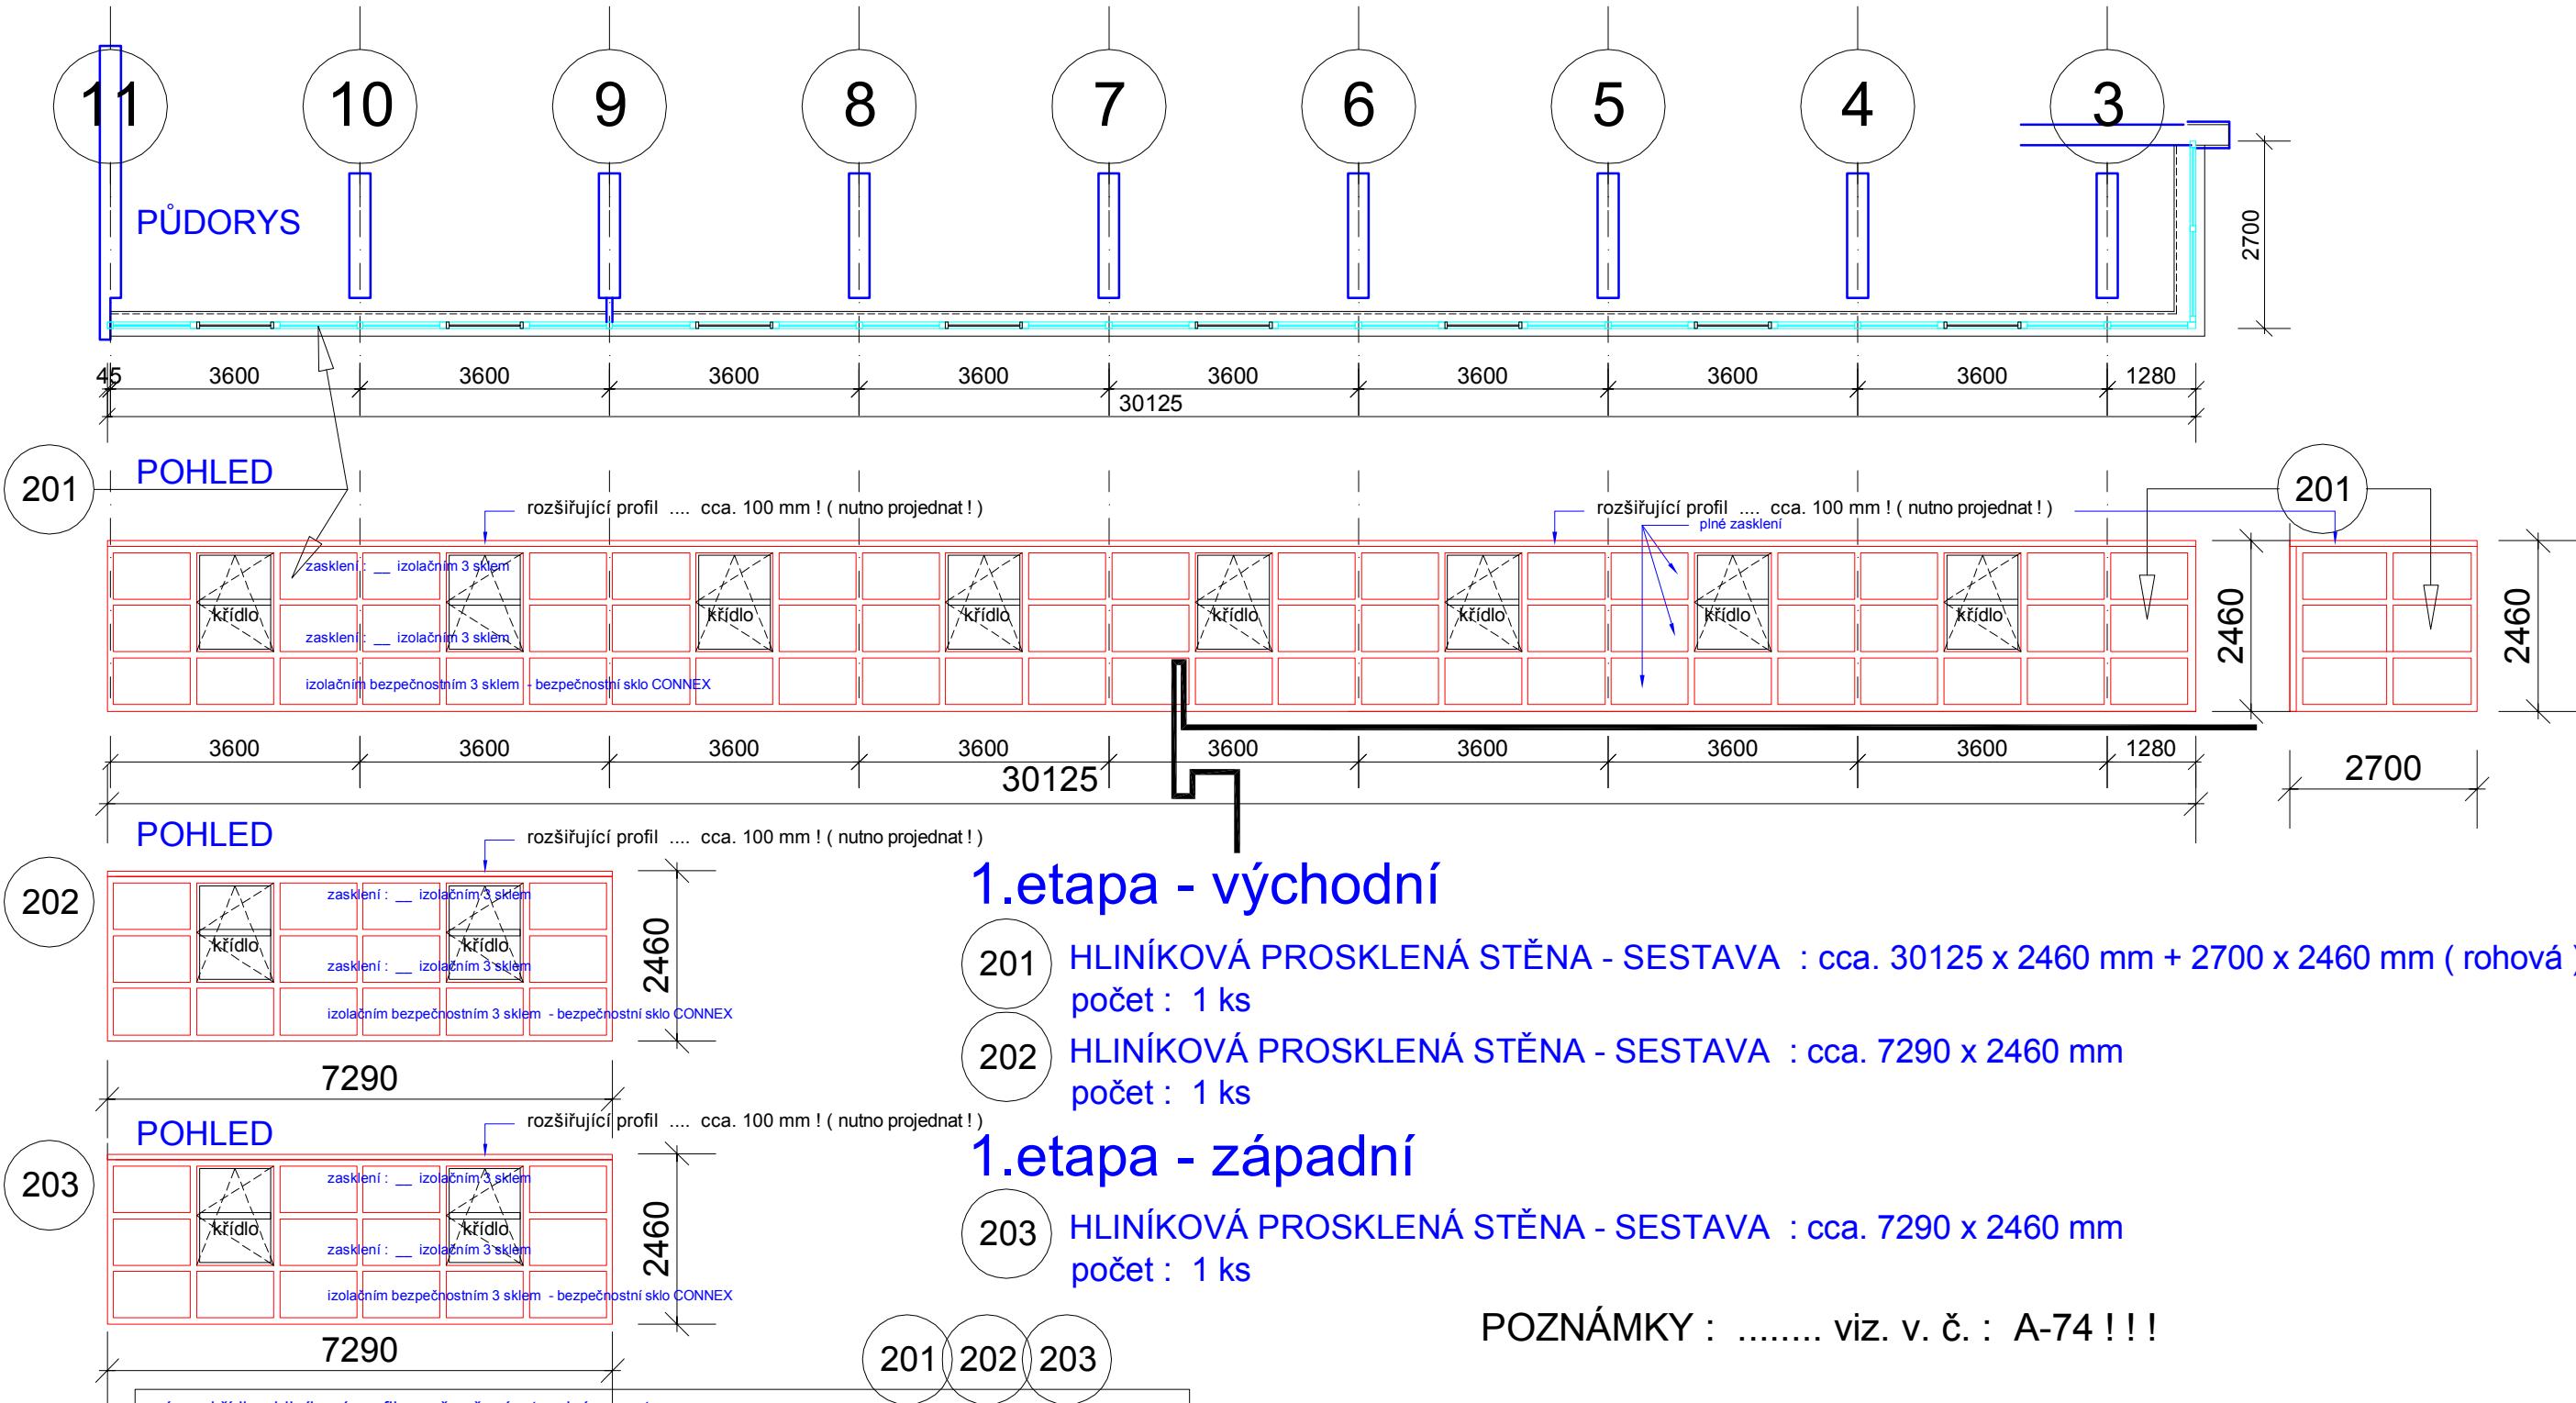 11 10 9 8 7 6 5 4 3
PŮDORYS
2700
45 3600 3600 3600 3600 3600 3600 3600 3600 1280
30125
201 POHLED 201
rozšiřující profil .... cca. 100 mm ! ( nutno projednat ! ) rozšiřující profil .... cca. 100 mm ! ( nutno projednat ! )
plné zasklení
zasklení : __ izolačním 3 sklem
křídlo křídlo křídlo křídlo křídlo křídlo křídlo
zasklení : __ izolačním 3 sklem
izolačním bezpečnostním 3 sklem - bezpečnostní sklo CONNEX
2460 2460
3600 3600 3600 3600 3600 3600 3600 3600 1280
30125 2700
POHLED
rozšiřující profil .... cca. 100 mm ! ( nutno projednat ! )
202
zasklení : __ izolačním 3 sklem
křídlo křídlo
zasklení : __ izolačním 3 sklem
izolačním bezpečnostním 3 sklem - bezpečnostní sklo CONNEX
2460
7290
1.etapa - východní
201 HLINÍKOVÁ PROSKLENÁ STĚNA - SESTAVA : cca. 30125 x 2460 mm + 2700 x 2460 mm ( rohová )
počet : 1 ks
202 HLINÍKOVÁ PROSKLENÁ STĚNA - SESTAVA : cca. 7290 x 2460 mm
počet : 1 ks
POHLED
rozšiřující profil .... cca. 100 mm ! ( nutno projednat ! )
203
zasklení : __ izolačním 3 sklem
křídlo křídlo
zasklení : __ izolačním 3 sklem
izolačním bezpečnostním 3 sklem - bezpečnostní sklo CONNEX
2460
7290
1.etapa - západní
203 HLINÍKOVÁ PROSKLENÁ STĚNA - SESTAVA : cca. 7290 x 2460 mm
počet : 1 ks
POZNÁMKY : ........ viz. v. č. : A-74 ! ! !
201 202 203